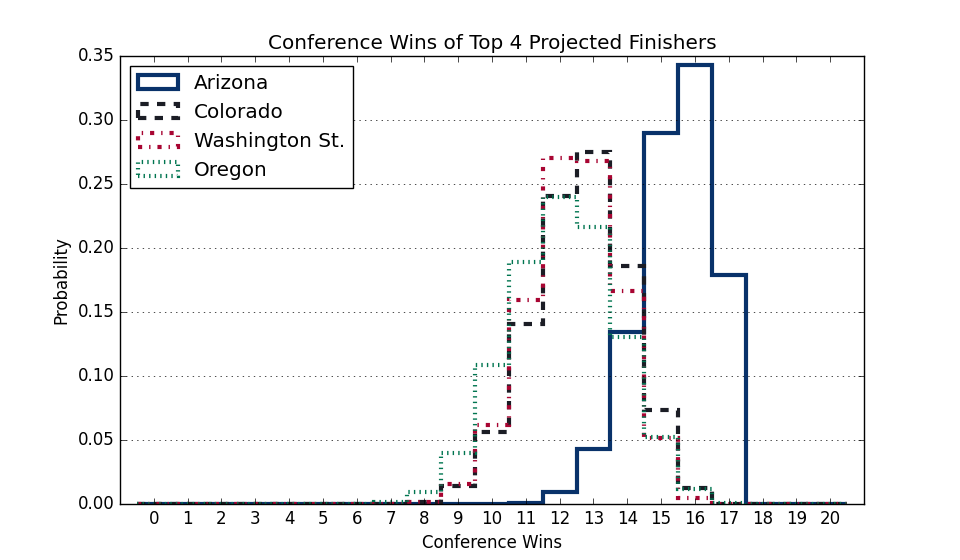 Conference Wins of Top 4 Projected Finishers
0.35
0.30
0.25
0.20
0.15
0.10
0.05
0.00
Probability
Arizona
Colorado
Washington St.
Oregon
0 1 2 3 4 5 6 7 8 9 10 11 12 13 14 15 16 17 18 19 20
Conference Wins